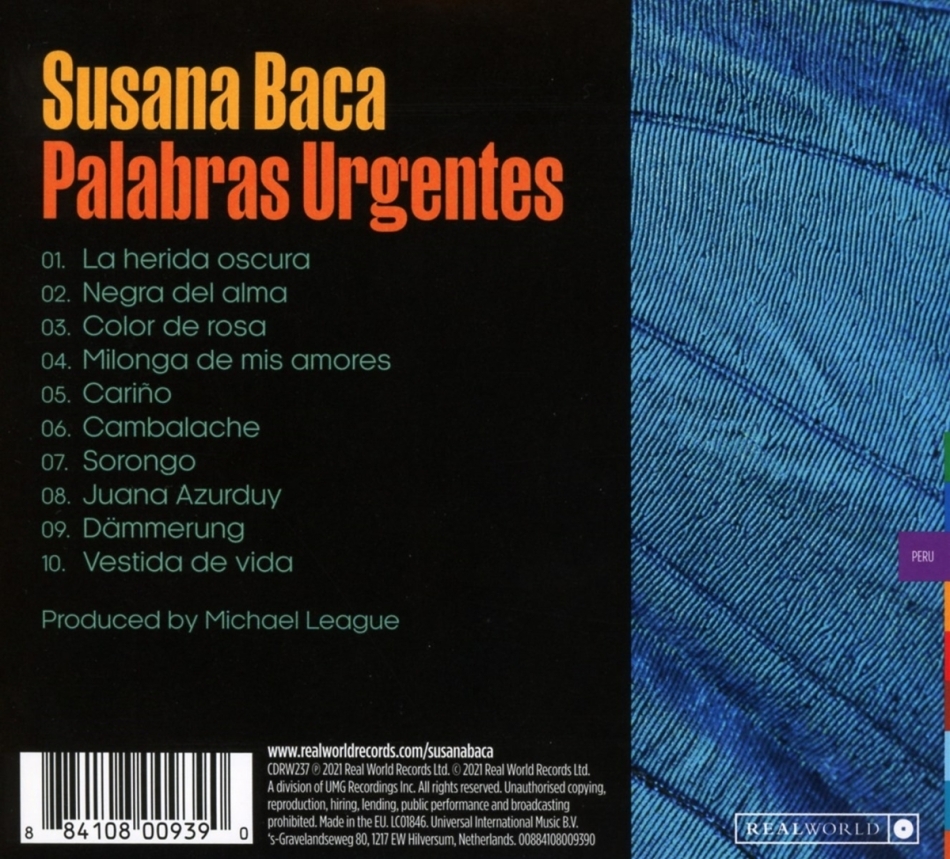 Susana Baca
Palabras Urgentes
01. La herida oscura
02. Negra del alma
03. Color de rosa
04. Milonga de mis amores
05. Cariño
06. Cambalache
07. Sorongo
08. Juana Azurduy
09. Dämmerung
10. Vestida de vida
Produced by Michael League
PERU
www.realworldrecords.com/susanabaca
CDRW237 ℗ 2021 Real World Records Ltd. © 2021 Real World Records Ltd.
A division of UMG Recordings Inc. All rights reserved. Unauthorised copying,
reproduction, hiring, lending, public performance and broadcasting
prohibited. Made in the EU. LC01846. Universal International Music B.V.
's-Gravelandseweg 80, 1217 EW Hilversum, Netherlands. 00884108009390
8 84108 00939 0
REALWORLD